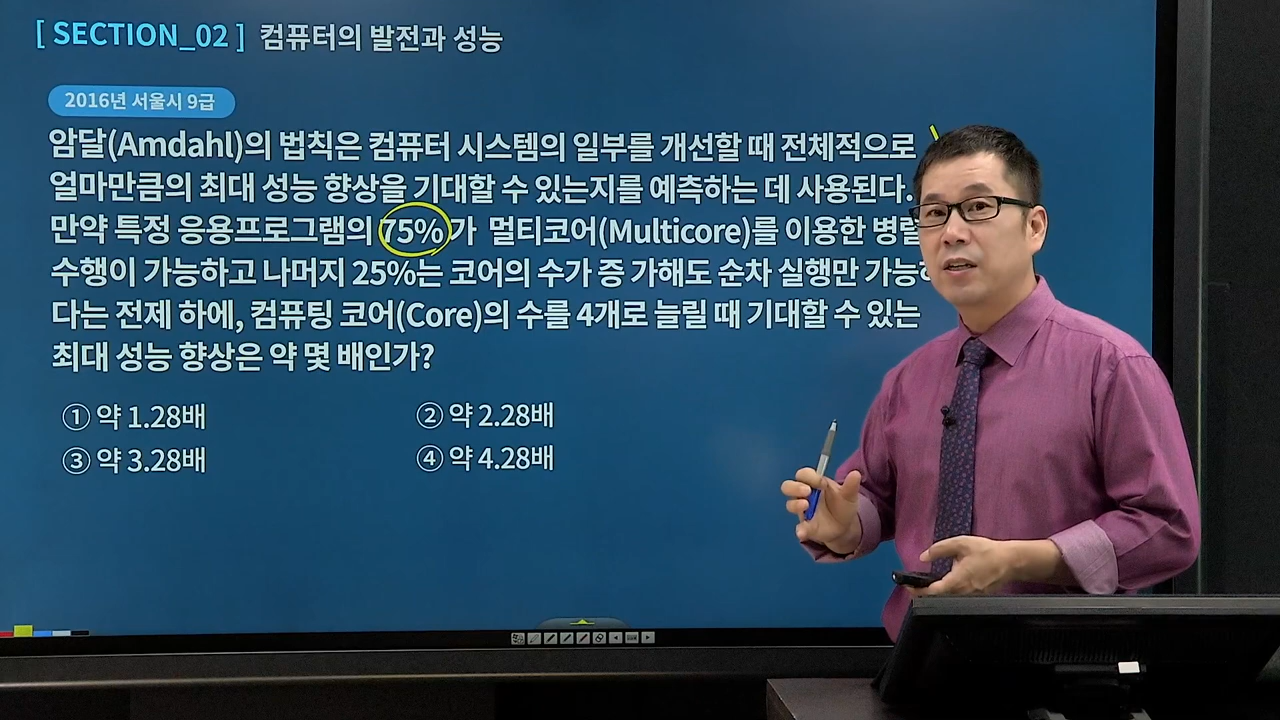 [ SECTION_02 ] 컴퓨터의 발전과 성능
2016년 서울시 9급
암달(Amdahl)의 법칙은 컴퓨터 시스템의 일부를 개선할 때 전체적으로
얼마만큼의 최대 성능 향상을 기대할 수 있는지를 예측하는 데 사용된다.
만약 특정 응용프로그램의 75%가 멀티코어(Multicore)를 이용한
수행이 가능하고 나머지 25%는 코어의 수가 증 가해도 순차 실행만
다는 전제 하에, 컴퓨팅 코어(Core)의 수를 4개로 늘릴 때 기대할 수 있는
최대 성능 향상은 약 몇 배인가?
① 약 1.28배
② 약 2.28배
③ 약 3.28배
④ 약 4.28배